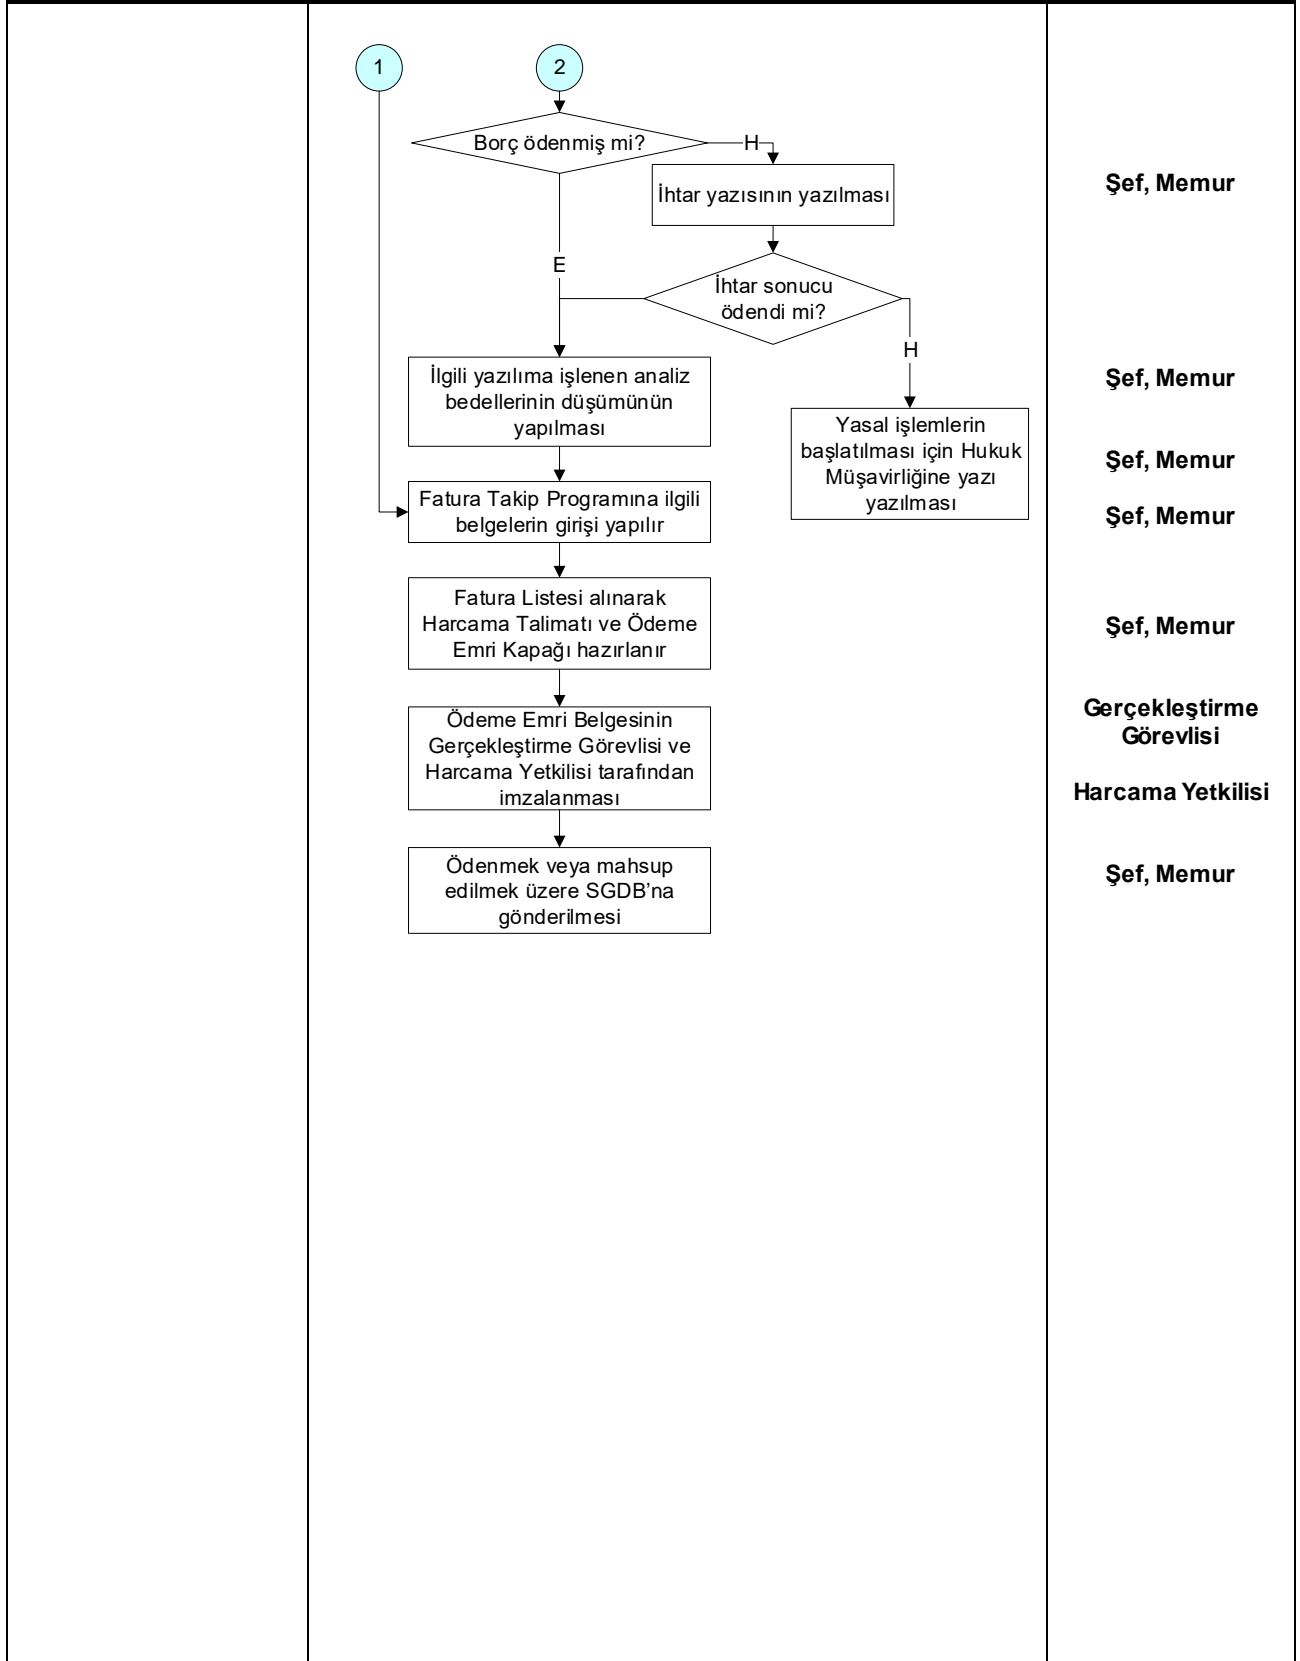 1
2
Borç ödenmiş mi?
H
İhtar yazısının yazılması
Şef, Memur
E
İhtar sonucu
ödendi mi?
H
İlgili yazılıma işlenen analiz
bedellerinin düşümünün
yapılması
Şef, Memur
Yasal işlemlerin
başlatılması için Hukuk
Müşavirliğine yazı
yazılması
Şef, Memur
Fatura Takip Programına ilgili
belgelerin girişi yapılır
Şef, Memur
Fatura Listesi alınarak
Harcama Talimatı ve Ödeme
Emri Kapağı hazırlanır
Şef, Memur
Ödeme Emri Belgesinin
Gerçekleştirme Görevlisi ve
Harcama Yetkilisi tarafından
imzalanması
Gerçekleştirme
Görevlisi
Harcama Yetkilisi
Ödenmek veya mahsup
edilmek üzere SGDB’na
gönderilmesi
Şef, Memur